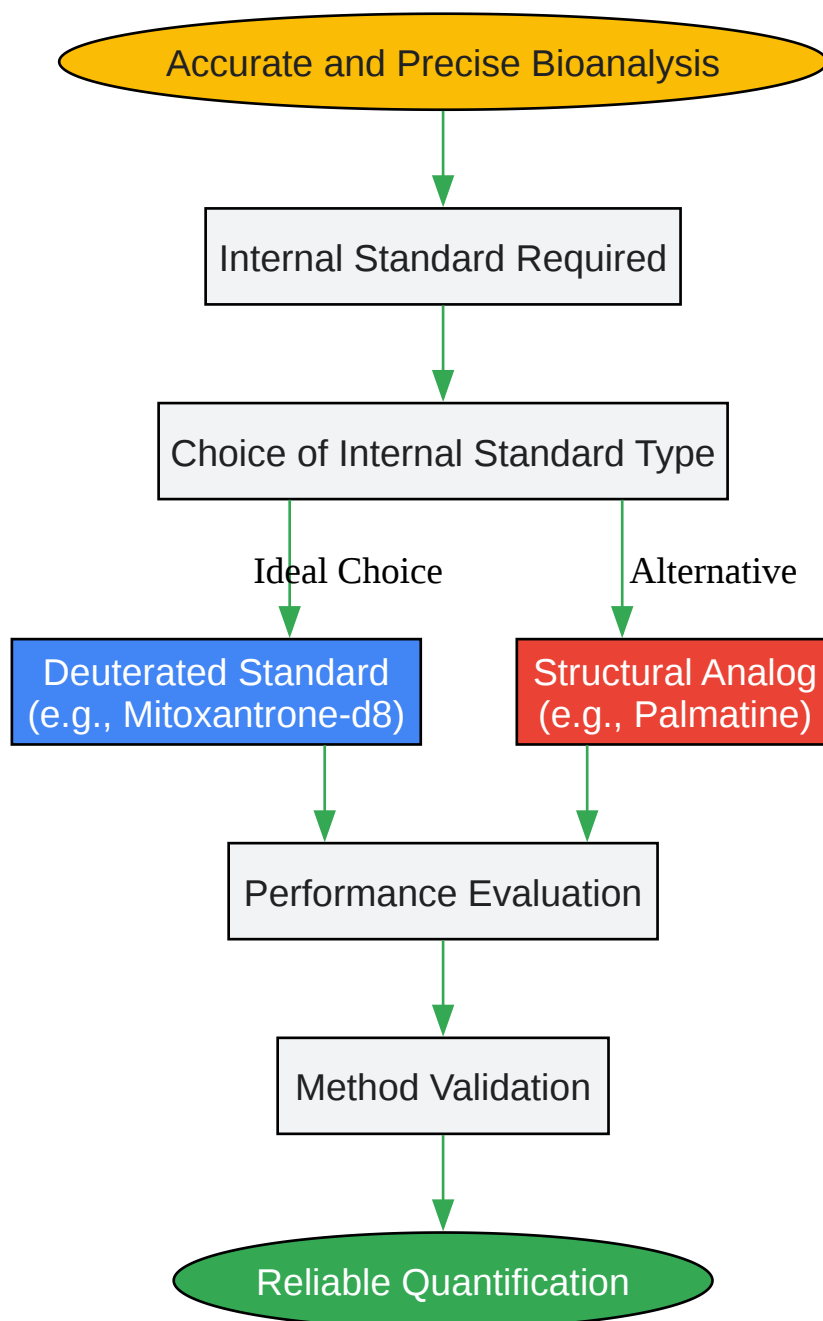 Accurate and Precise Bioanalysis
Internal Standard Required
Choice of Internal Standard Type
Ideal Choice
Alternative
Deuterated Standard
(e.g., Mitoxantrone-d8)
Structural Analog
(e.g., Palmatine)
Performance Evaluation
Method Validation
Reliable Quantification